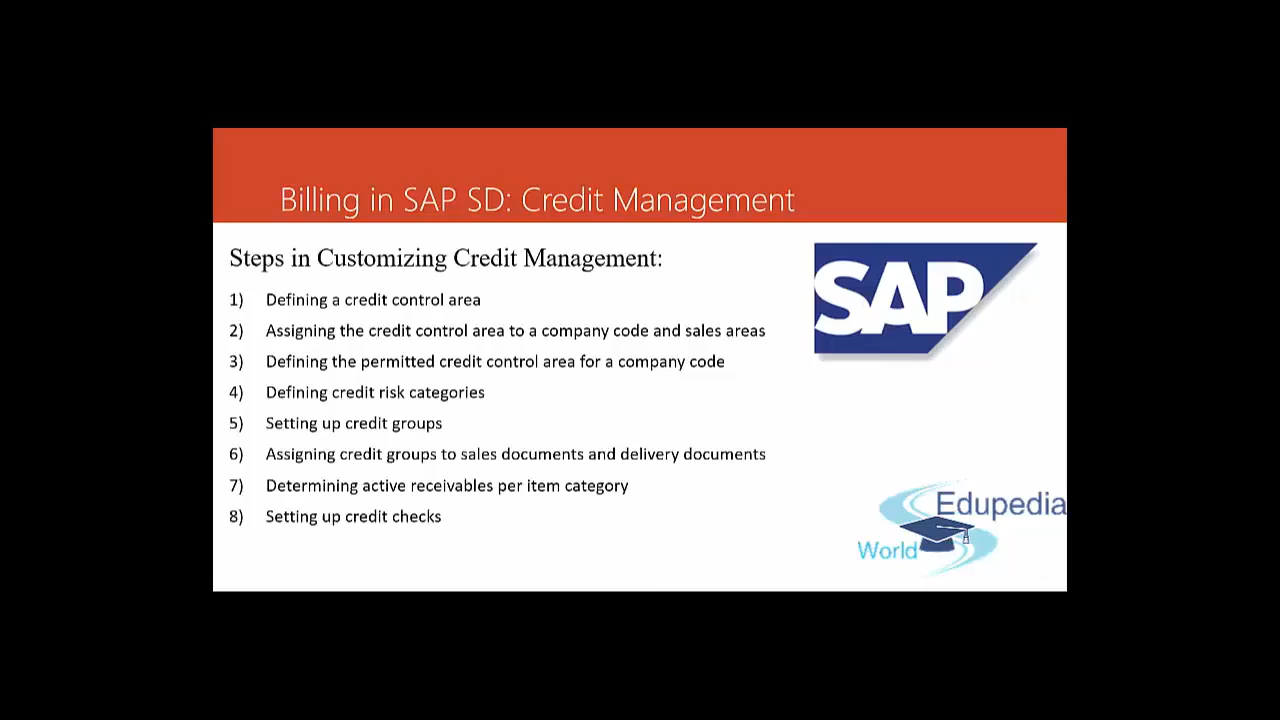 Billing in SAP SD: Credit Management
Steps in Customizing Credit Management:
1) Defining a credit control area
2) Assigning the credit control area to a company code and sales areas
3) Defining the permitted credit control area for a company code
4) Defining credit risk categories
5) Setting up credit groups
6) Assigning credit groups to sales documents and delivery documents
7) Determining active receivables per item category
8) Setting up credit checks
SAP
Edupedia
World